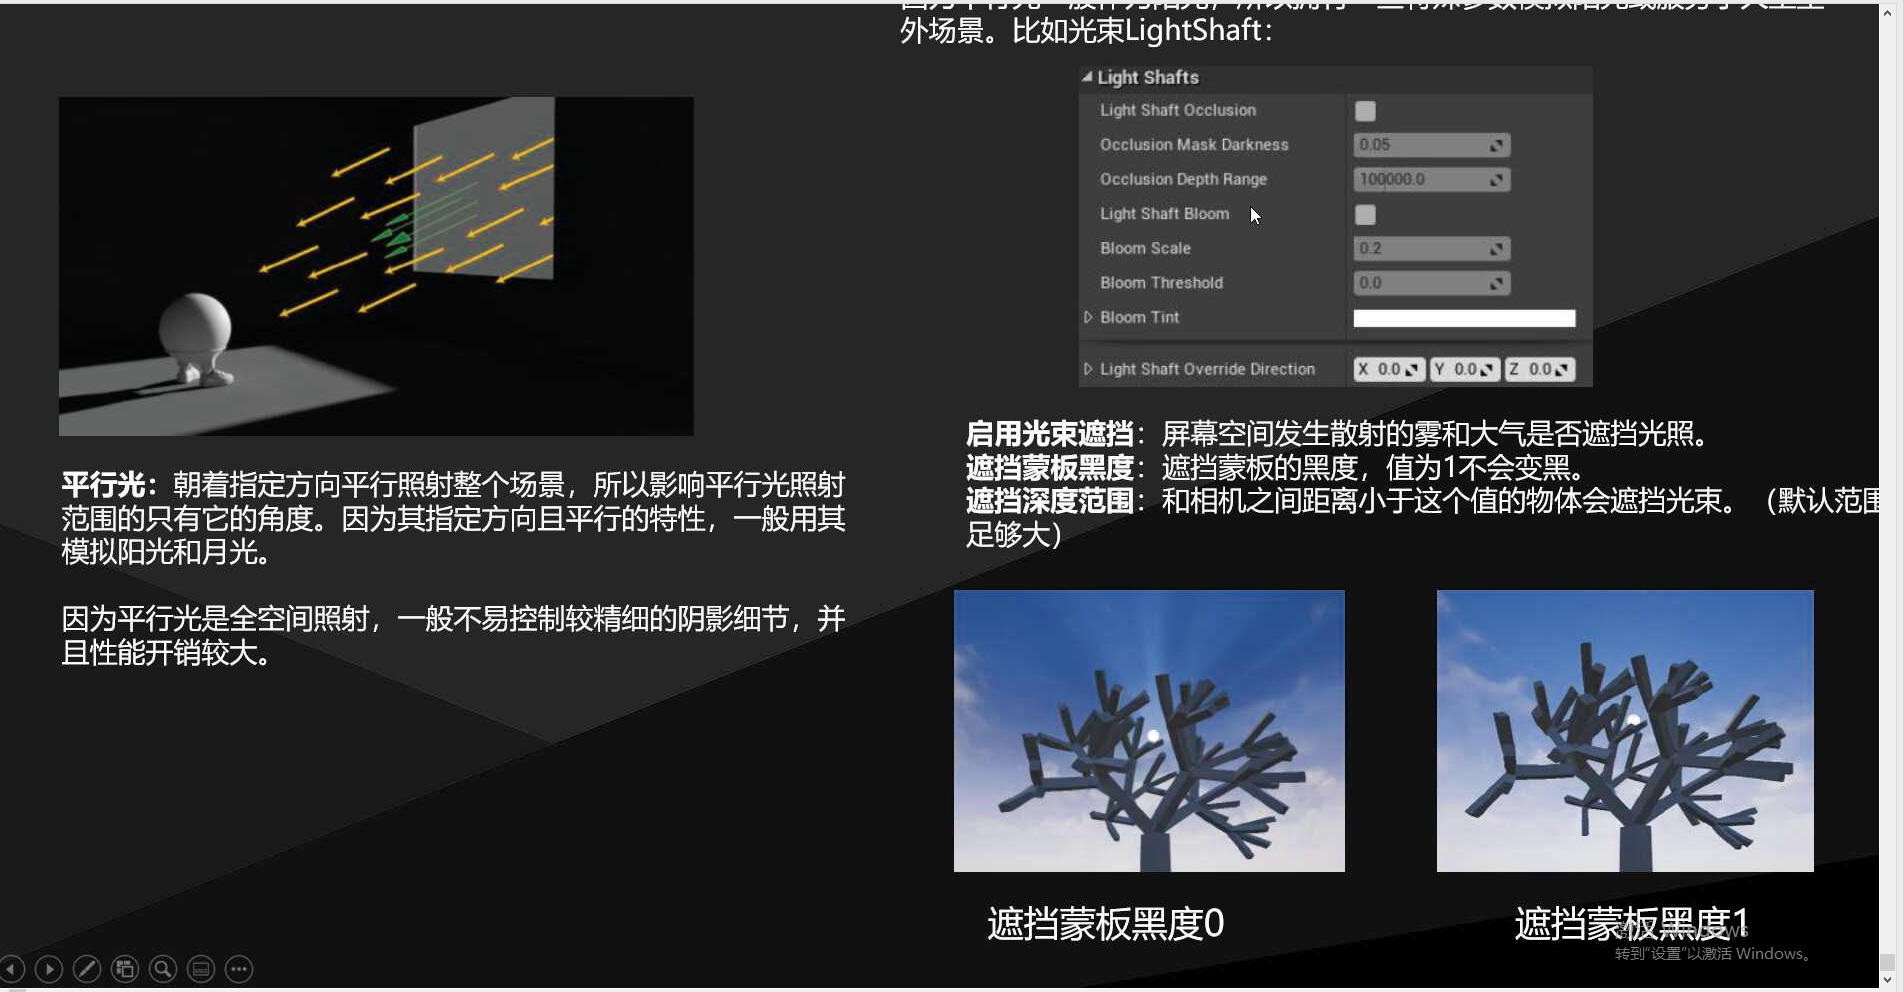 外场景。比如光束LightShaft：
Light Shafts
Light Shaft Occlusion
Occlusion Mask Darkness 0.05
Occlusion Depth Range 100000.0
Light Shaft Bloom
Bloom Scale 0.2
Bloom Threshold 0.0
Bloom Tint
Light Shaft Override Direction X 0.0 Y 0.0 Z 0.0
平行光：朝着指定方向平行照射整个场景，所以影响平行光照射
范围的只有它的角度。因为其指定方向且平行的特性，一般用其
模拟阳光和月光。
因为平行光是全空间照射，一般不易控制较精细的阴影细节，并
且性能开销较大。
启用光束遮挡：屏幕空间发生散射的雾和大气是否遮挡光照。
遮挡蒙板黑度：遮挡蒙板的黑度，值为1不会变黑。
遮挡深度范围：和相机之间距离小于这个值的物体会遮挡光束。（默认范围
足够大）
遮挡蒙板黑度0
遮挡蒙板黑度1
转到"设置"以激活 Windows。